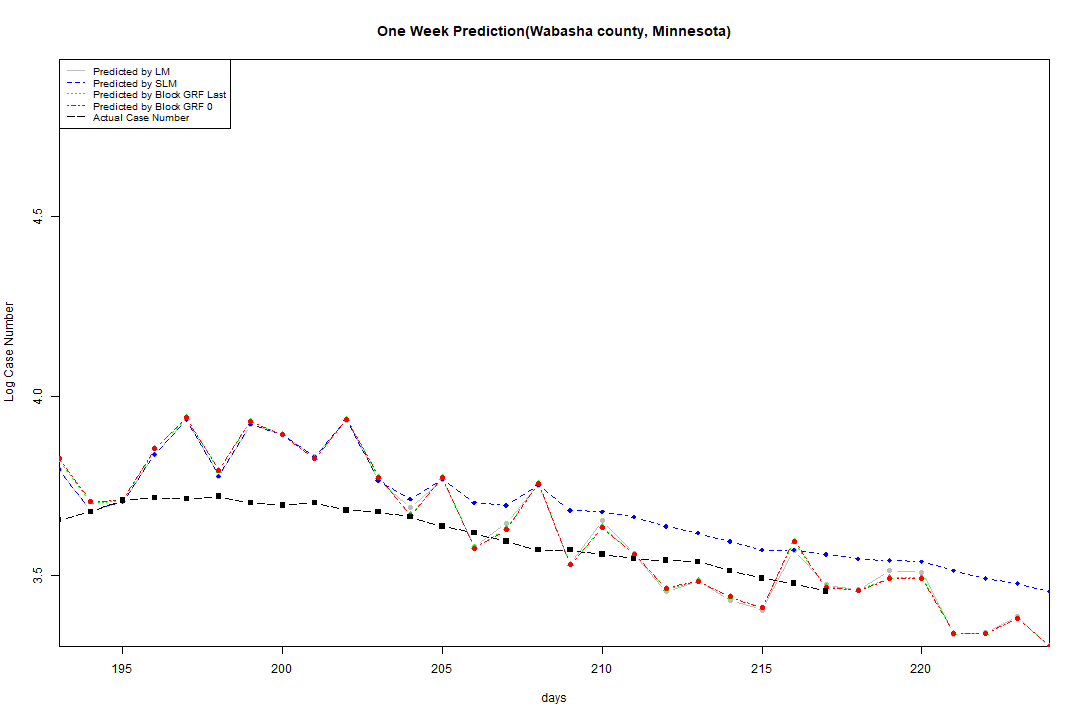 One Week Prediction(Wabasha county, Minnesota)
Predicted by LM
Predicted by SLM
Predicted by Block GRF Last
Predicted by Block GRF 0
Actual Case Number
4.5
4.0
3.5
Log Case Number
195 200 205 210 215 220
days